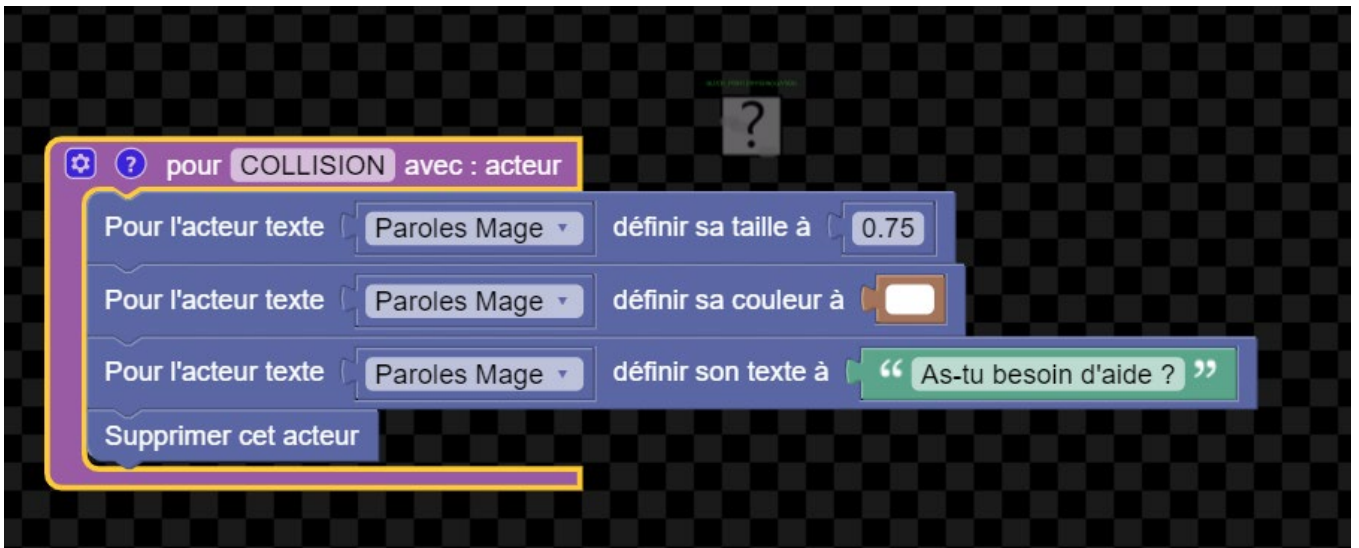 ?
? pour COLLISION avec : acteur
Pour l'acteur texte Paroles Mage définir sa taille à 0.75
Pour l'acteur texte Paroles Mage définir sa couleur à
Pour l'acteur texte Paroles Mage définir son texte à “ As-tu besoin d'aide ? ”
Supprimer cet acteur